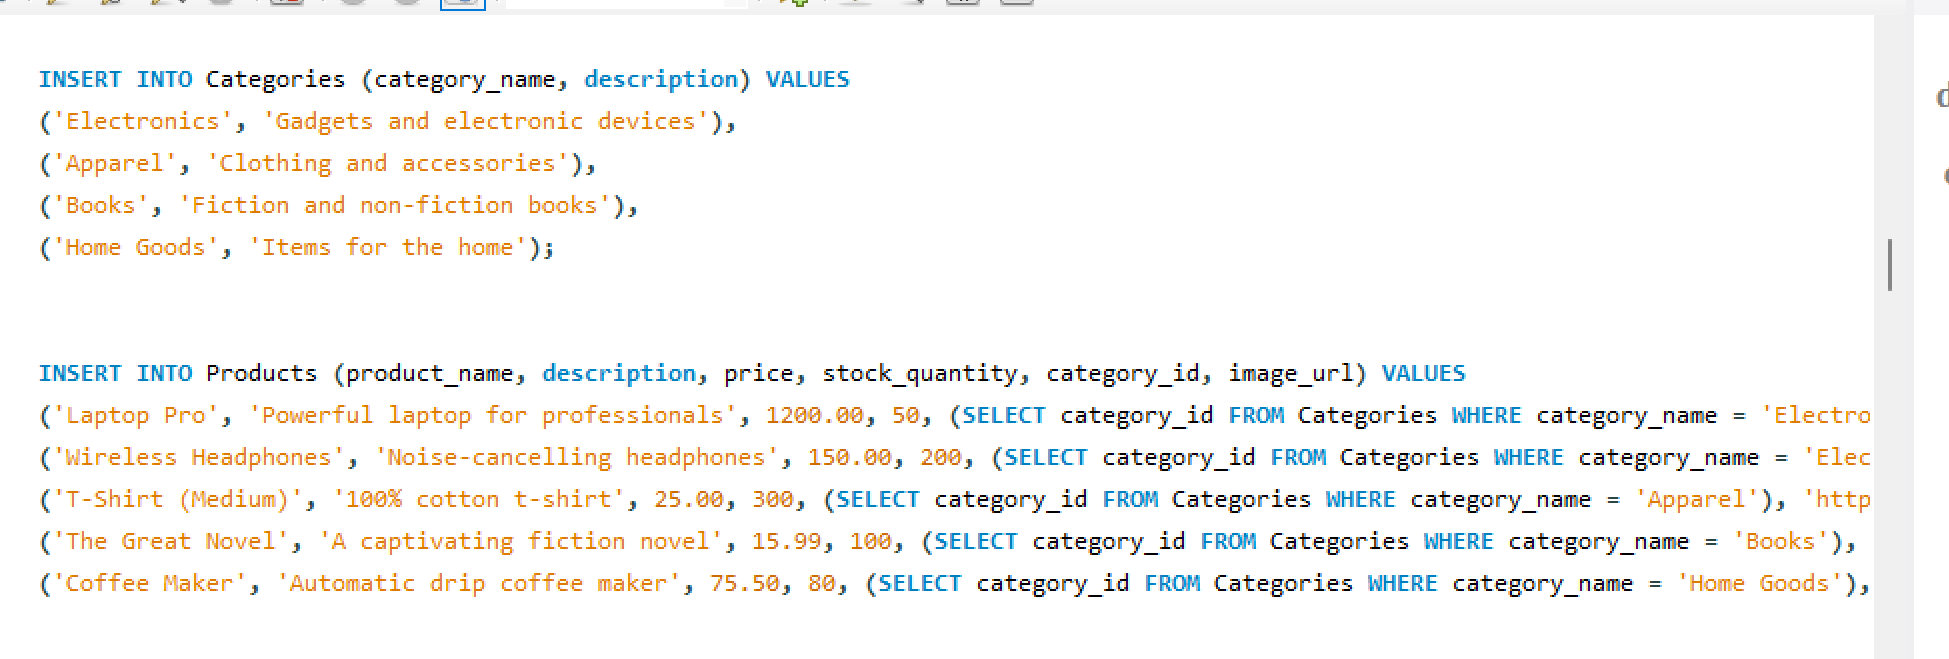 INSERT INTO Categories (category_name, description) VALUES
('Electronics', 'Gadgets and electronic devices'),
('Apparel', 'Clothing and accessories'),
('Books', 'Fiction and non-fiction books'),
('Home Goods', 'Items for the home');
INSERT INTO Products (product_name, description, price, stock_quantity, category_id, image_url) VALUES
('Laptop Pro', 'Powerful laptop for professionals', 1200.00, 50, (SELECT category_id FROM Categories WHERE category_name = 'Electro
('Wireless Headphones', 'Noise-cancelling headphones', 150.00, 200, (SELECT category_id FROM Categories WHERE category_name = 'Elec
('T-Shirt (Medium)', '100% cotton t-shirt', 25.00, 300, (SELECT category_id FROM Categories WHERE category_name = 'Apparel'), 'http
('The Great Novel', 'A captivating fiction novel', 15.99, 100, (SELECT category_id FROM Categories WHERE category_name = 'Books'),
('Coffee Maker', 'Automatic drip coffee maker', 75.50, 80, (SELECT category_id FROM Categories WHERE category_name = 'Home Goods'),